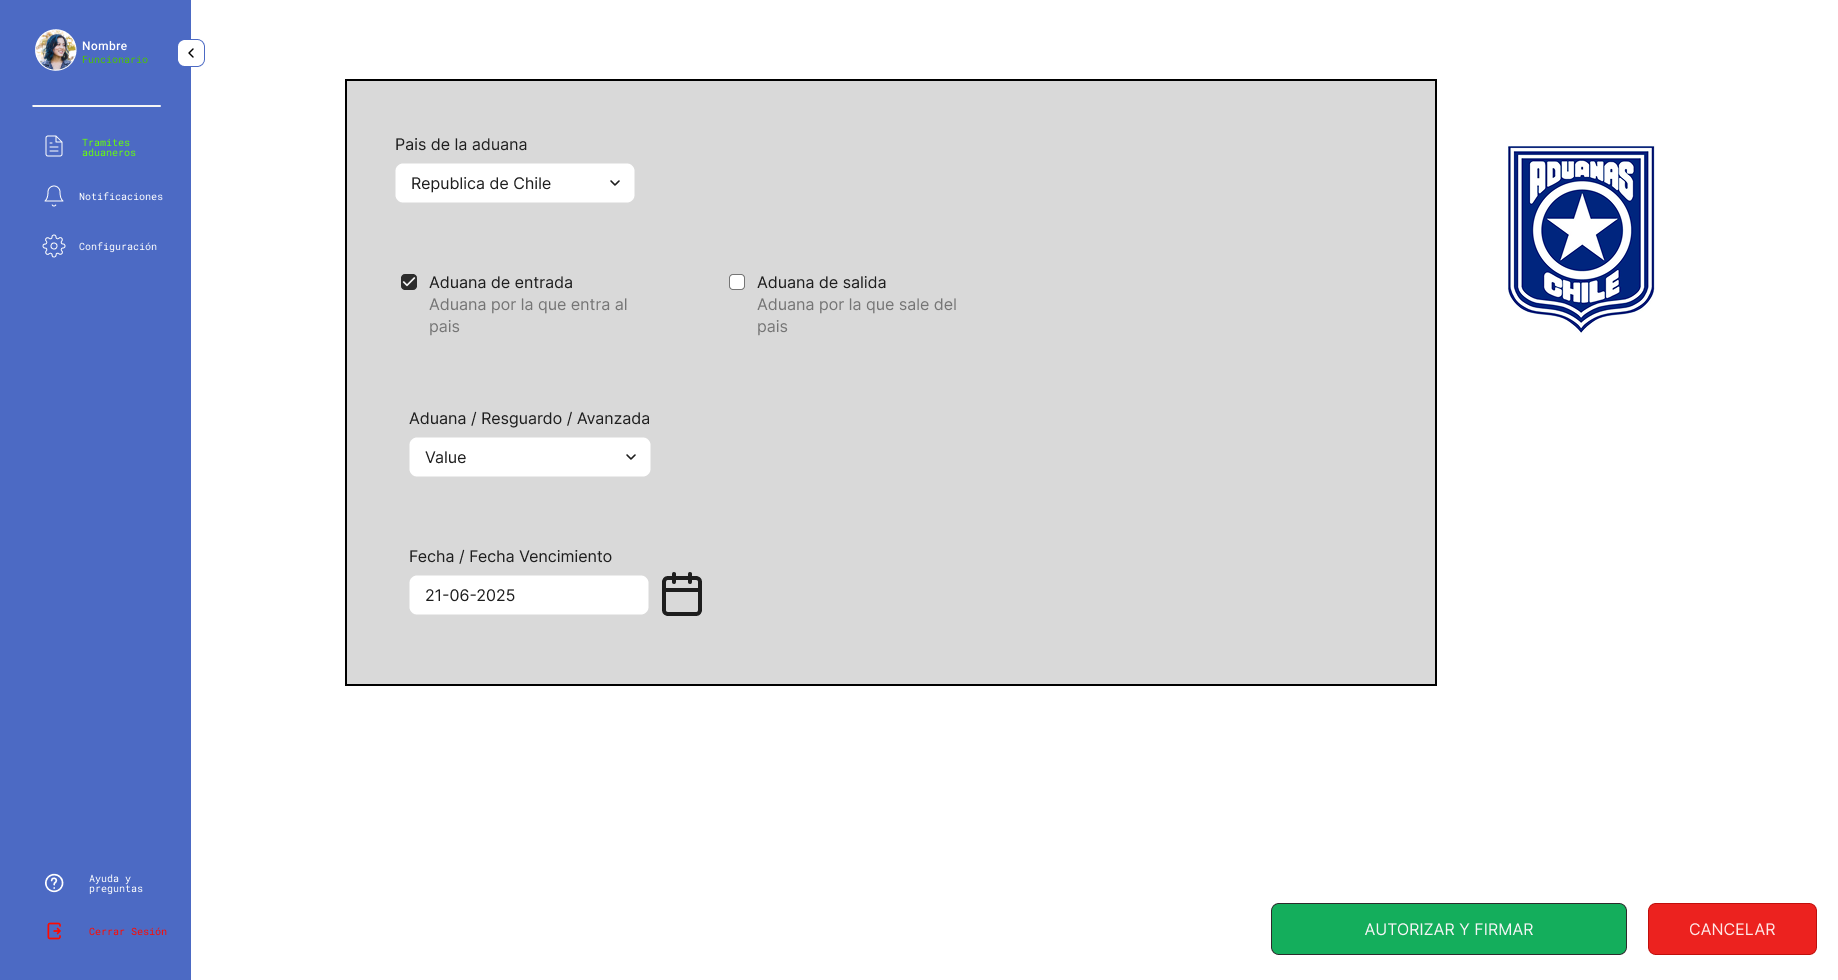 Nombre
Funcionario
Tramites
aduaneros
Notificaciones
Configuración
Ayuda y
preguntas
Cerrar Sesión
Pais de la aduana
Republica de Chile
Aduana de entrada
Aduana por la que entra al
pais
Aduana de salida
Aduana por la que sale del
pais
Aduana / Resguardo / Avanzada
Value
Fecha / Fecha Vencimiento
21-06-2025
ADUANAS
CHILE
AUTORIZAR Y FIRMAR
CANCELAR